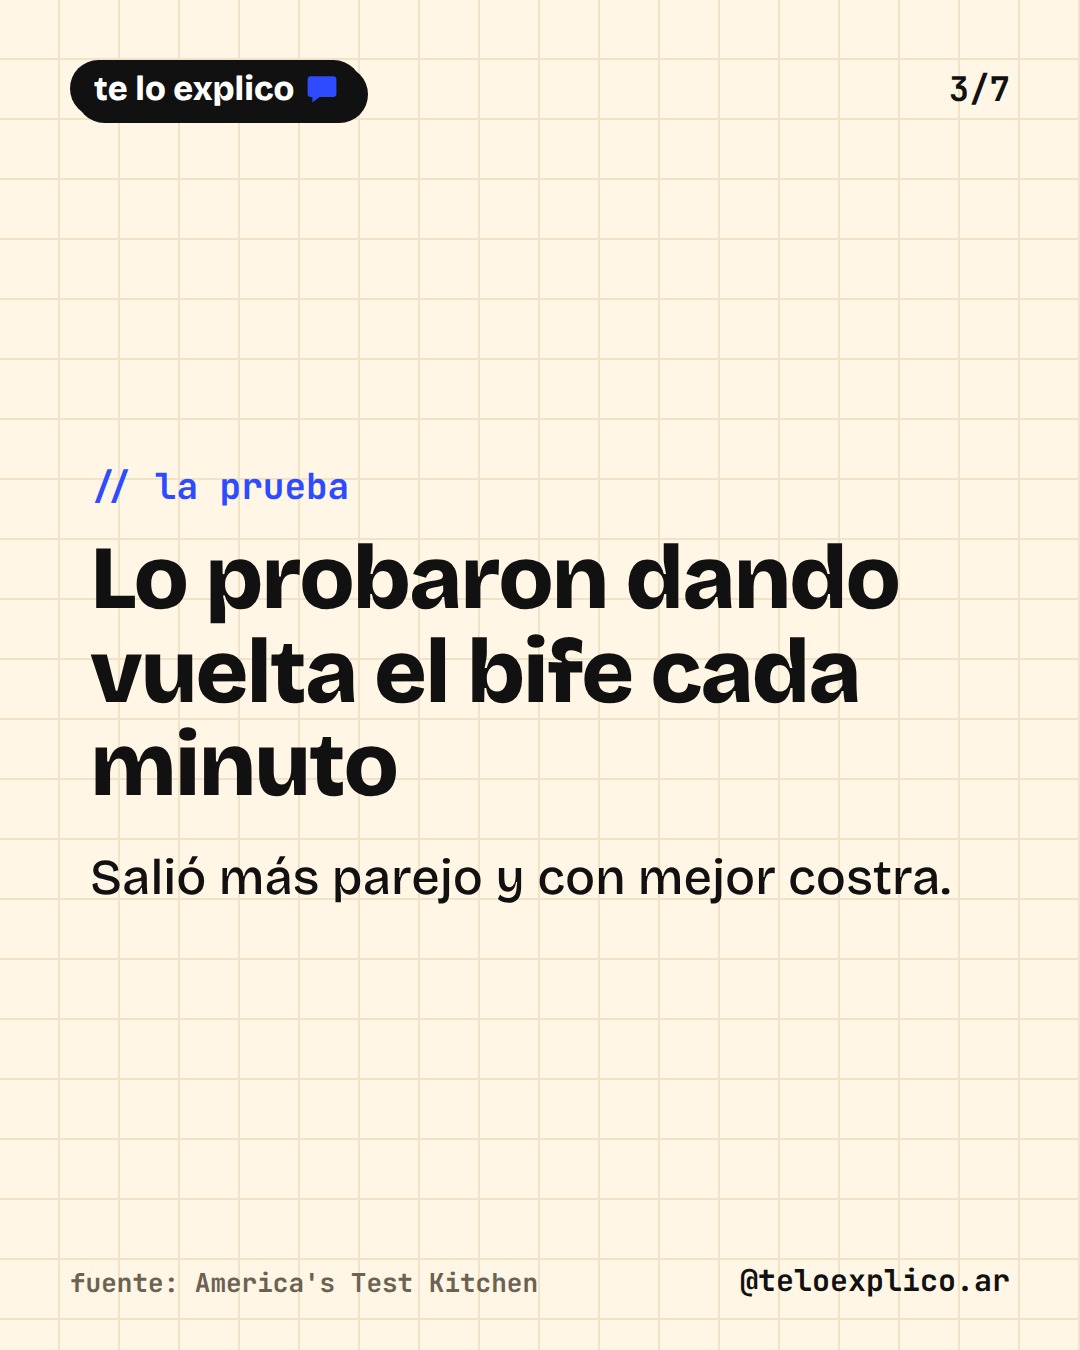 te lo explico
3/7
// la prueba
Lo probaron dando
vuelta el bife cada
minuto
Salió más parejo y con mejor costra.
fuente: America's Test Kitchen
@teloexplico.ar